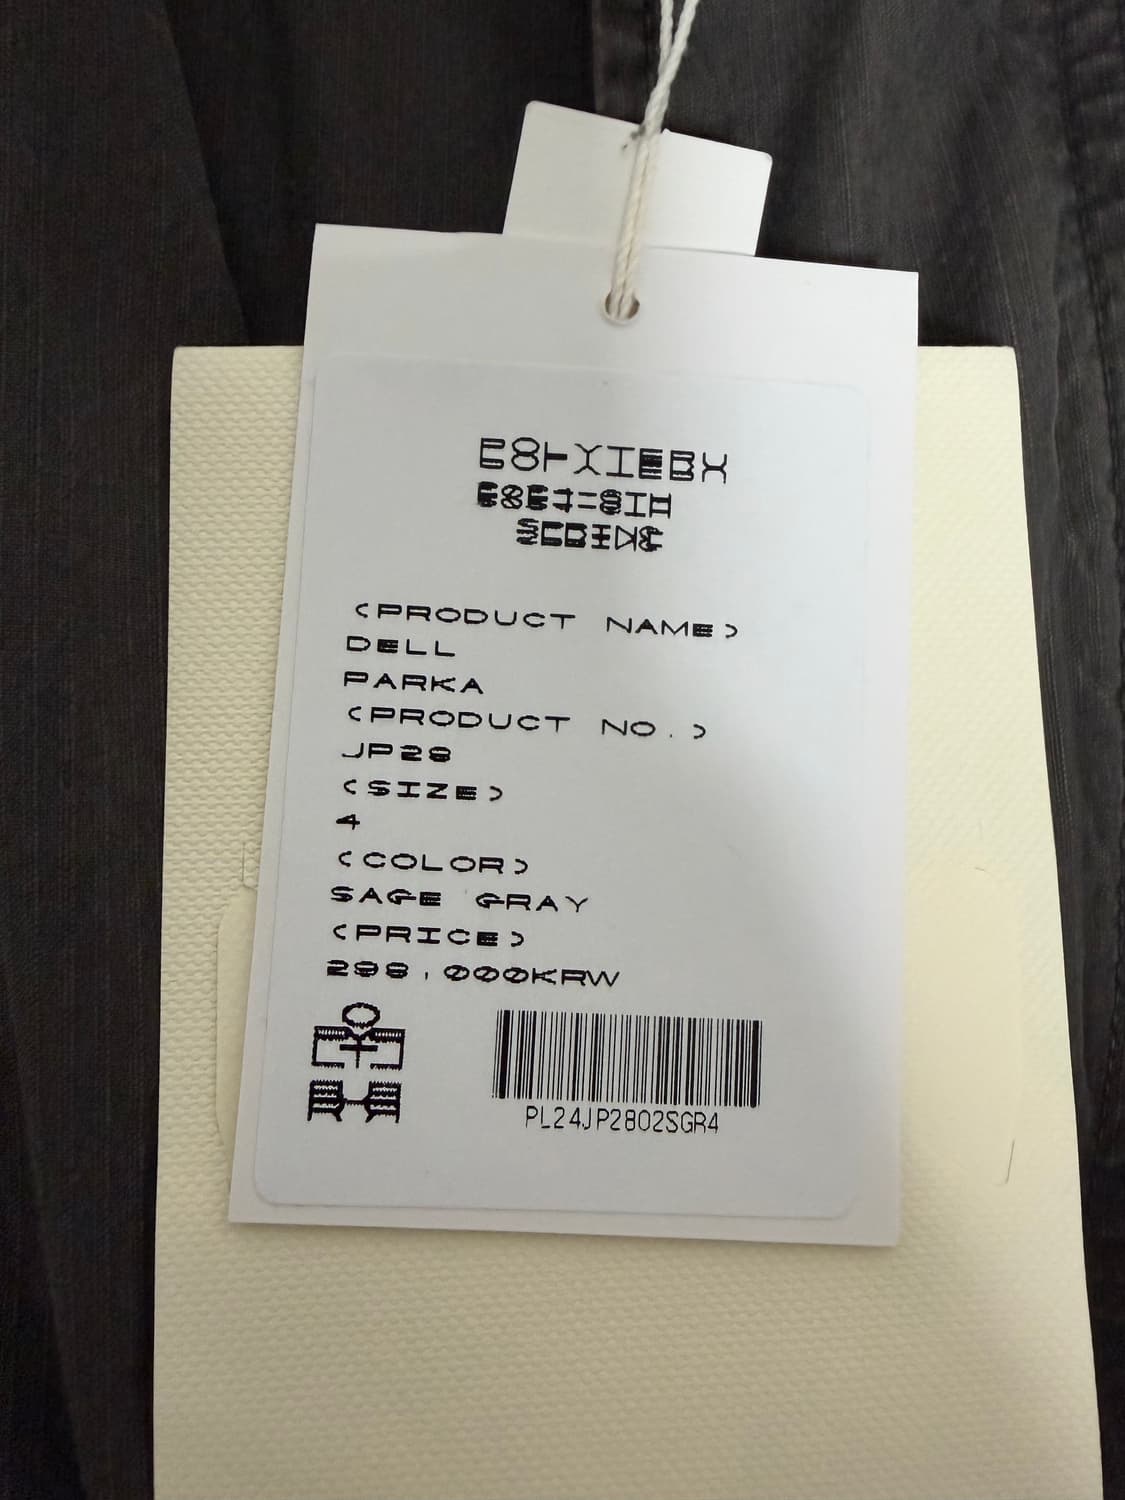 <PRODUCT NAME>
DELL
PARKA
<PRODUCT NO.>
JP28
<SIZE>
4
<COLOR>
SAGE GRAY
<PRICE>
298,000KRW
PL24JP2802SGR4